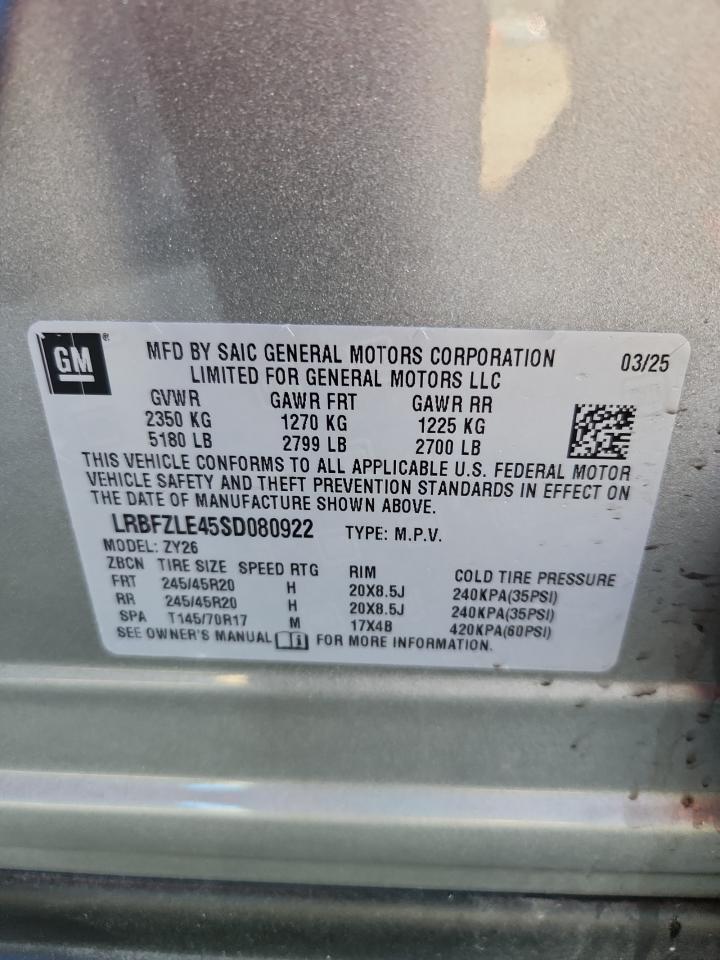 GM
®
MFD BY SAIC GENERAL MOTORS CORPORATION 03/25
LIMITED FOR GENERAL MOTORS LLC
GVWR GAWR FRT GAWR RR
2350 KG 1270 KG 1225 KG
5180 LB 2799 LB 2700 LB
THIS VEHICLE CONFORMS TO ALL APPLICABLE U.S. FEDERAL MOTOR
VEHICLE SAFETY AND THEFT PREVENTION STANDARDS IN EFFECT ON
THE DATE OF MANUFACTURE SHOWN ABOVE.
LRBFZLE45SD080922 TYPE: M.P.V.
MODEL: ZY26
ZBCN TIRE SIZE SPEED RTG RIM COLD TIRE PRESSURE
FRT 245/45R20 H 20X8.5J 240KPA(35PSI)
RR 245/45R20 H 20X8.5J 240KPA(35PSI)
SPA T145/70R17 M 17X4B 420KPA(60PSI)
SEE OWNER'S MANUAL FOR MORE INFORMATION.